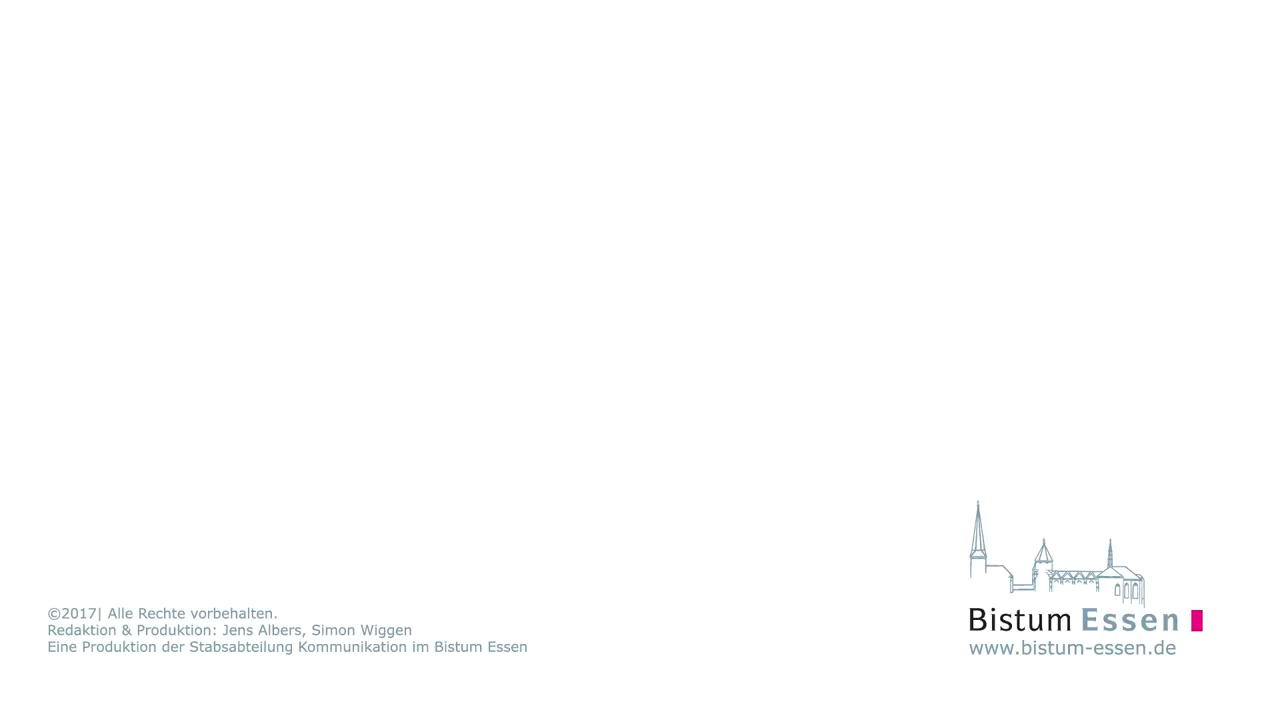 ©2017| Alle Rechte vorbehalten.
Redaktion & Produktion: Jens Albers, Simon Wiggen
Eine Produktion der Stabsabteilung Kommunikation im Bistum Essen
Bistum Essen
www.bistum-essen.de